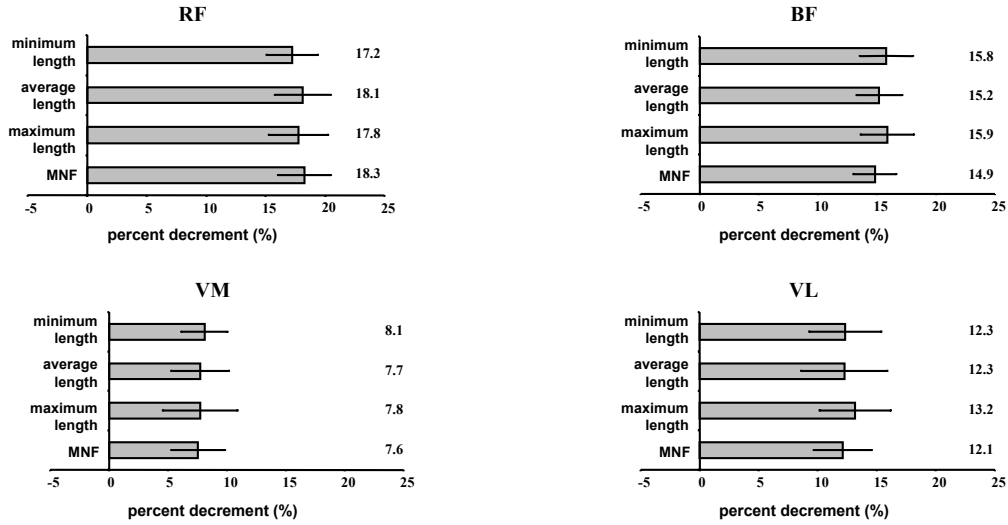 RF
minimum
length
17.2
average
length
18.1
maximum
length
17.8
MNF
18.3
-5 0 5 10 15 20 25
percent decrement (%)
BF
minimum
length
15.8
average
length
15.2
maximum
length
15.9
MNF
14.9
-5 0 5 10 15 20 25
percent decrement (%)
VM
minimum
length
8.1
average
length
7.7
maximum
length
7.8
MNF
7.6
-5 0 5 10 15 20 25
percent decrement (%)
VL
minimum
length
12.3
average
length
12.3
maximum
length
13.2
MNF
12.1
-5 0 5 10 15 20 25
percent decrement (%)